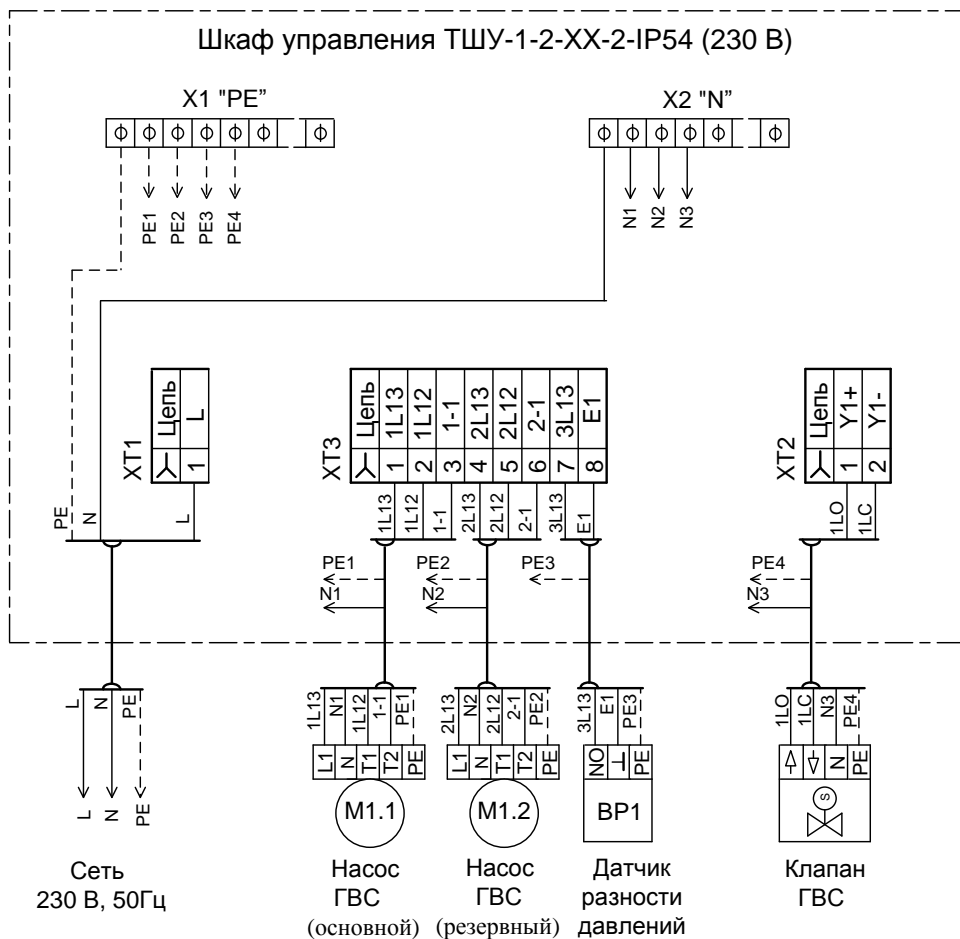 Шкаф управления ТШУ-1-2-XX-2-IP54 (230 В)
X1 "PE"
X2 "N"
PE1 PE2 PE3 PE4
N1 N2 N3
XT1
Цепь L
1
XT3
Цепь 1L13 1L12 1-1 2L13 2L12 2-1 3L13 E1
1 2 3 4 5 6 7 8
XT2
Цепь Y1+ Y1-
1 2
PE N L
1L13 1L12 1-1 2L13 2L12 2-1 3L13 E1
1LO 1LC
PE1 PE2 PE3 PE4
N1 N2 N3
L N PE
1L13 N1 1L12 1-1 PE1
2L13 N2 2L12 2-1 PE2
3L13 E1 PE3
1LO 1LC N3 PE4
L1 N T1 T2 PE
L1 N T1 T2 PE
NO PE
N PE
M1.1
M1.2
BP1
S
L N PE
Сеть
230 В, 50Гц
Насос
ГВС
(основной)
Насос
ГВС
(резервный)
Датчик
разности
давлений
Клапан
ГВС